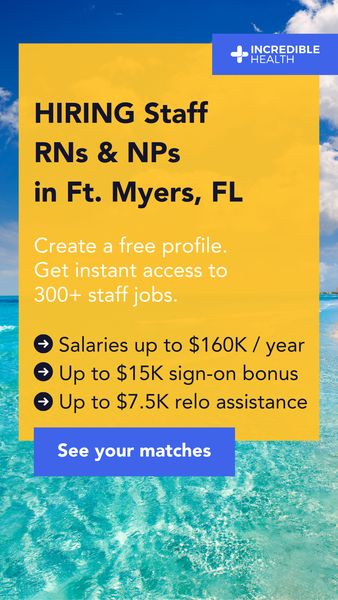 INCREDIBLE
HEALTH
HIRING Staff
RNs & NPs
in Ft. Myers, FL
Create a free profile.
Get instant access to
300+ staff jobs.
Salaries up to $160K / year
Up to $15K sign-on bonus
Up to $7.5K relo assistance
See your matches